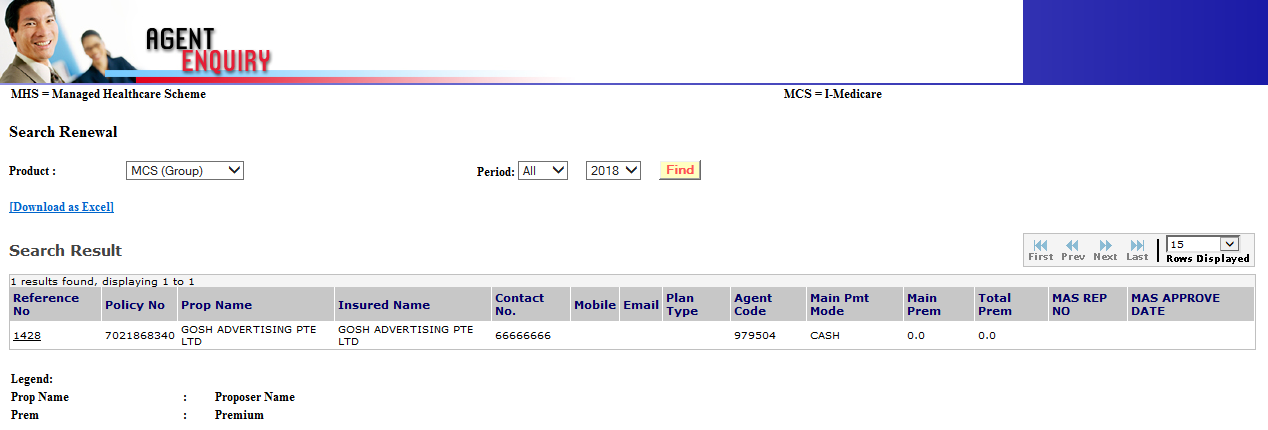 AGENT
ENQUIRY
MHS = Managed Healthcare Scheme MCS = I-Medicare
Search Renewal
Product : MCS (Group) Period: All 2018 Find
[Download as Excel]
Search Result First Prev Next Last 15 Rows Displayed
1 results found, displaying 1 to 1
Reference No Policy No Prop Name Insured Name Contact No. Mobile Email Plan Type Agent Code Main Pmt Mode Main Prem Total Prem MAS REP NO MAS APPROVE DATE
1428 7021868340 GOSH ADVERTISING PTE LTD GOSH ADVERTISING PTE LTD 66666666 979504 CASH 0.0 0.0
Legend:
Prop Name : Proposer Name
Prem : Premium